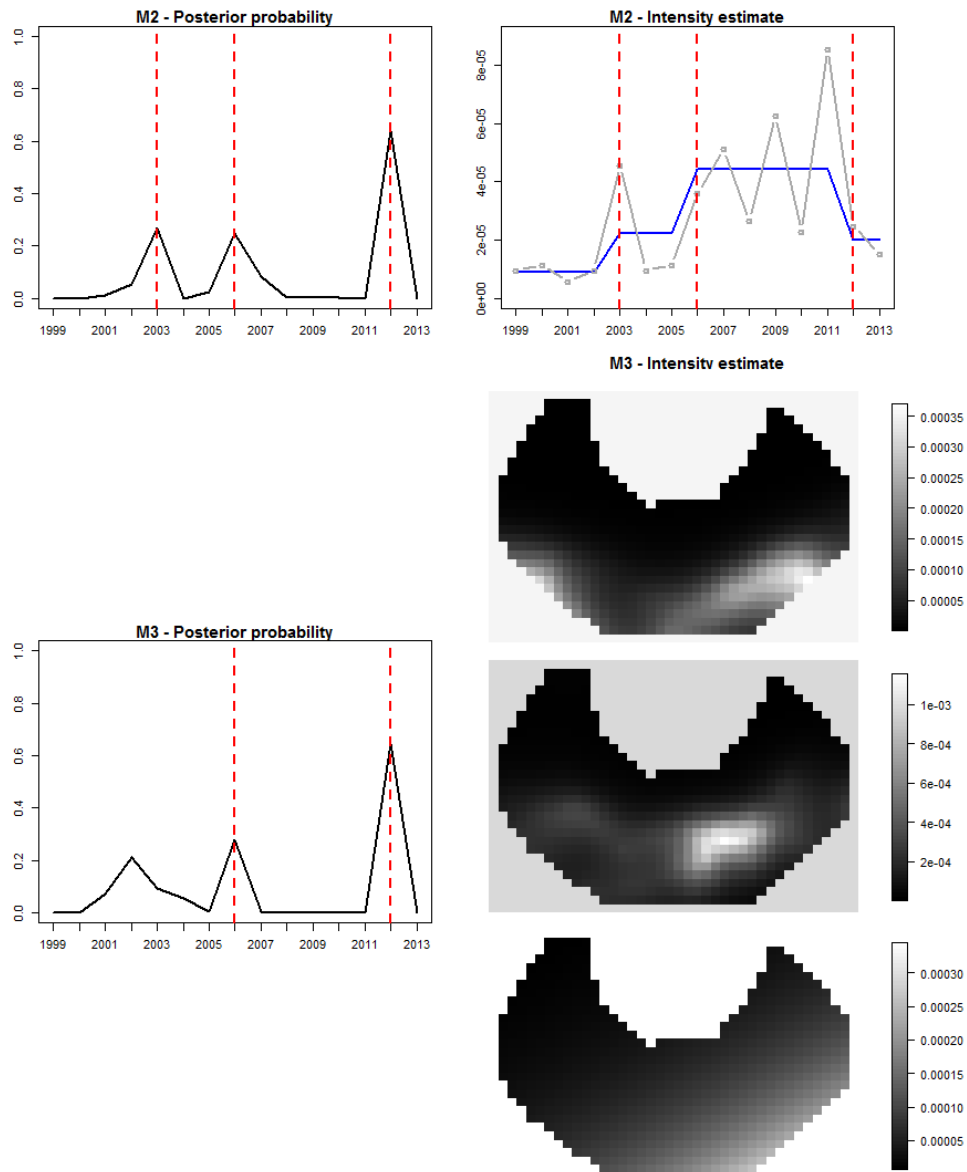 M2 - Posterior probability
1.0
0.8
0.6
0.4
0.2
0.0
1999 2001 2003 2005 2007 2009 2011 2013
M2 - Intensity estimate
8e-05
6e-05
4e-05
2e-05
0e+00
1999 2001 2003 2005 2007 2009 2011 2013
M3 - Intensity estimate
0.00035
0.00030
0.00025
0.00020
0.00015
0.00010
0.00005
M3 - Posterior probability
1.0
0.8
0.6
0.4
0.2
0.0
1999 2001 2003 2005 2007 2009 2011 2013
1e-03
8e-04
6e-04
4e-04
2e-04
0.00030
0.00025
0.00020
0.00015
0.00010
0.00005